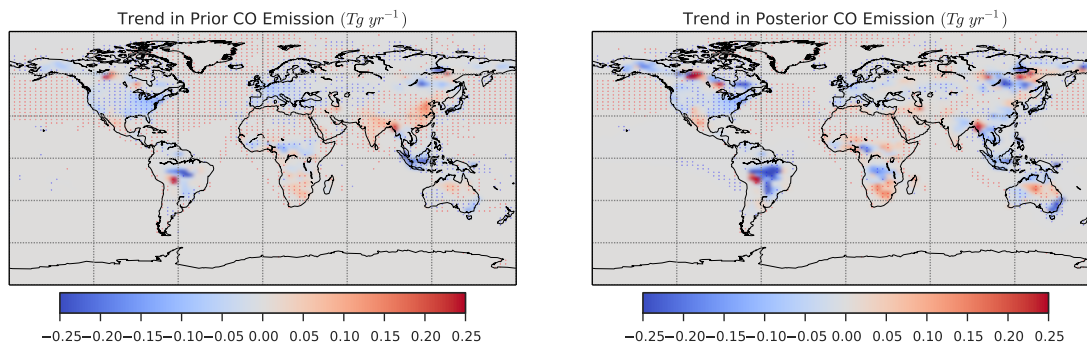 Trend in Prior CO Emission (Tg yr⁻¹)
−0.25−0.20−0.15−0.10−0.05 0.00 0.05 0.10 0.15 0.20 0.25
Trend in Posterior CO Emission (Tg yr⁻¹)
−0.25−0.20−0.15−0.10−0.05 0.00 0.05 0.10 0.15 0.20 0.25